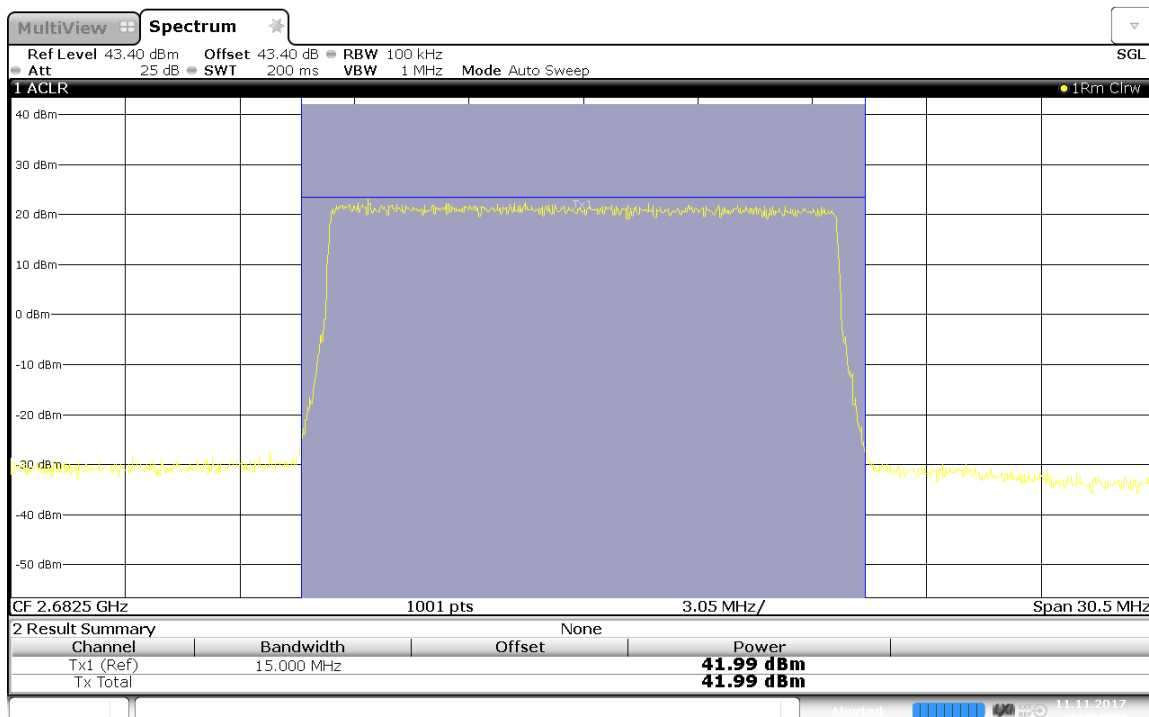 MultiView Spectrum
Ref Level 43.40 dBm Offset 43.40 dB RBW 100 kHz SGL
Att 25 dB SWT 200 ms VBW 1 MHz Mode Auto Sweep
1 ACLR 1Rm Clrw
40 dBm
30 dBm
Tx1
20 dBm
10 dBm
0 dBm
-10 dBm
-20 dBm
-30 dBm
-40 dBm
-50 dBm
CF 2.6825 GHz 1001 pts 3.05 MHz/ Span 30.5 MHz
2 Result Summary None
Channel Bandwidth Offset Power
Tx1 (Ref) 15.000 MHz 41.99 dBm
Tx Total 41.99 dBm
Aborted LXI EXT REF 11.11.2017